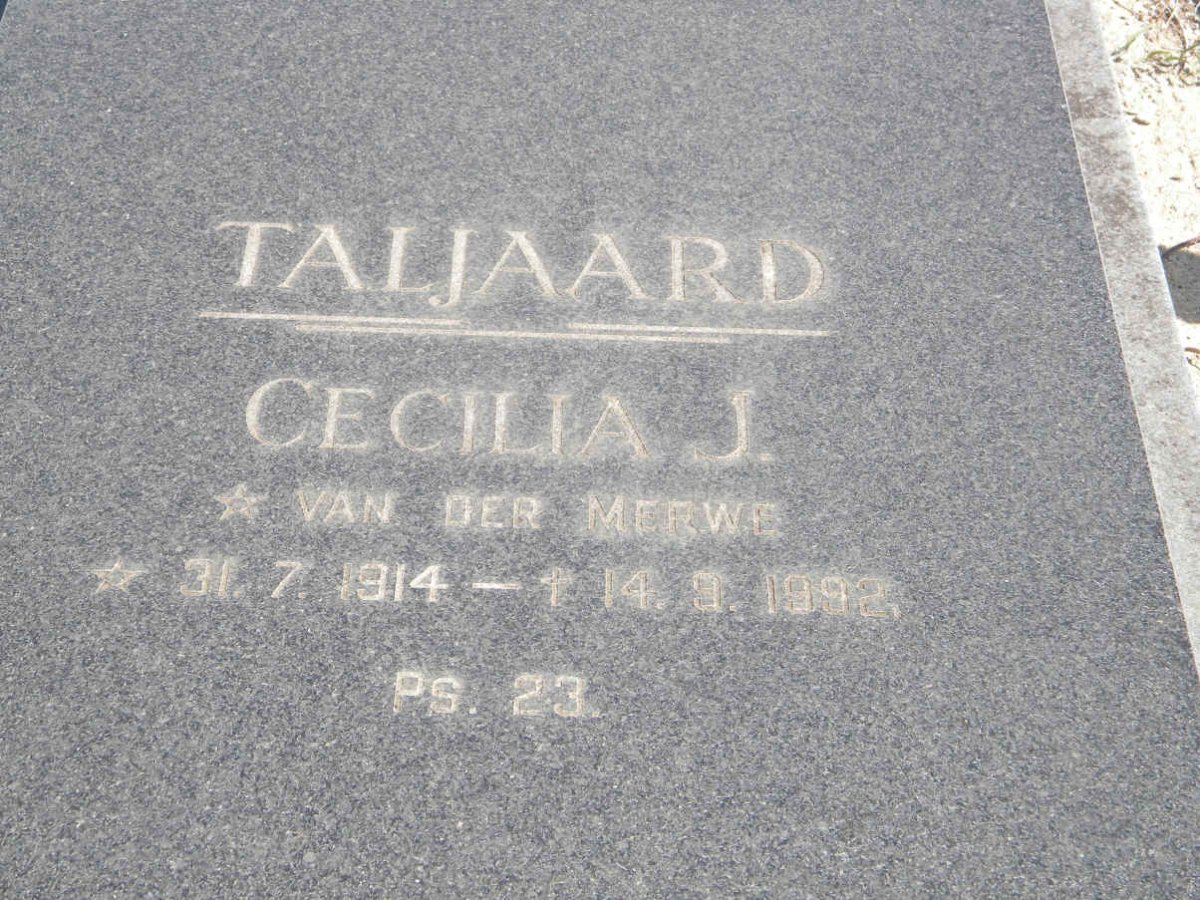 TALJAARD
CECILIA J.
☆ VAN DER MERWE
☆ 31. 7. 1914 — † 14. 9. 1992.
PS. 23.